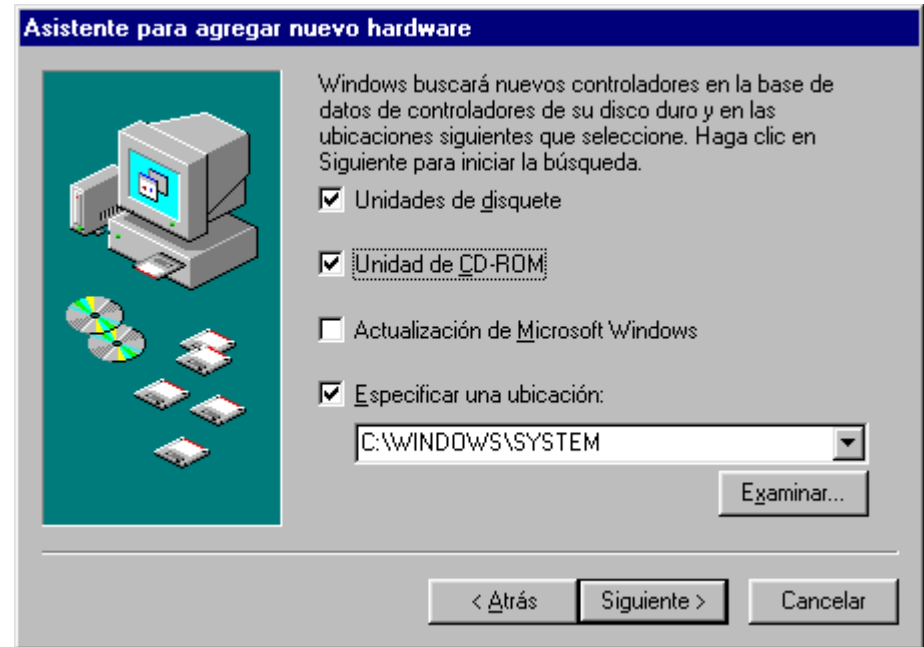 Asistente para agregar nuevo hardware
Windows buscará nuevos controladores en la base de
datos de controladores de su disco duro y en las
ubicaciones siguientes que seleccione. Haga clic en
Siguiente para iniciar la búsqueda.
Unidades de disquete
Unidad de CD-ROM
Actualización de Microsoft Windows
Especificar una ubicación:
C:\WINDOWS\SYSTEM
Examinar...
< Atrás
Siguiente >
Cancelar